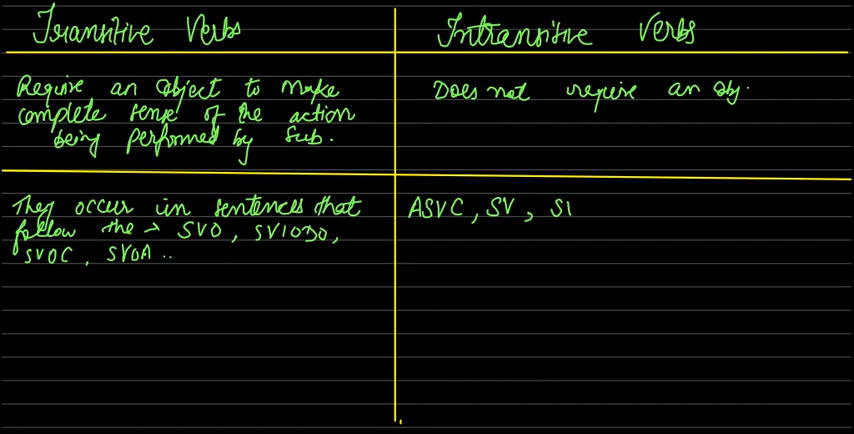 Transitive Verbs
Intransitive Verbs
Require an object to make
complete sense of the action
being performed by Sub.
Does not require an obj.
They occur in sentences that
follow the → SVO, SVIODO,
SVOC, SVOA ..
ASVC, SV, SI